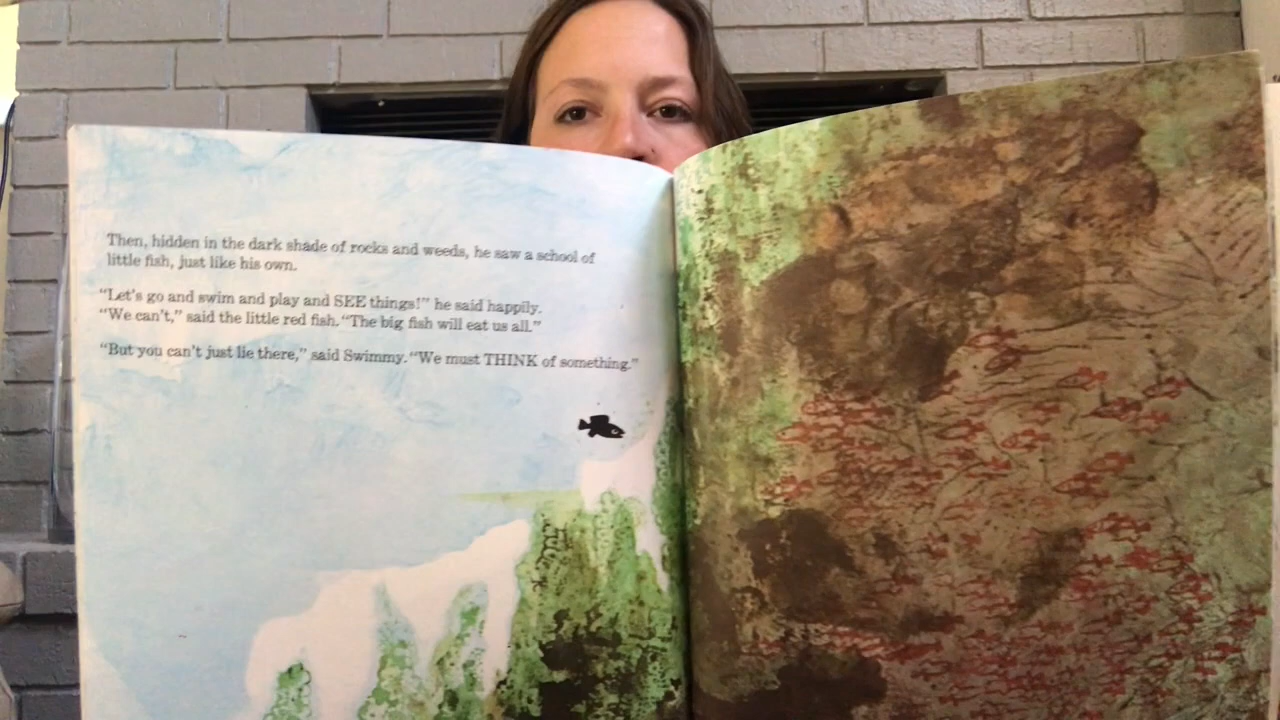 Then, hidden in the dark shade of rocks and weeds, he saw a school of
little fish, just like his own.
“Let’s go and swim and play and SEE things!” he said happily.
“We can’t,” said the little red fish. “The big fish will eat us all.”
“But you can’t just lie there,” said Swimmy. “We must THINK of something.”